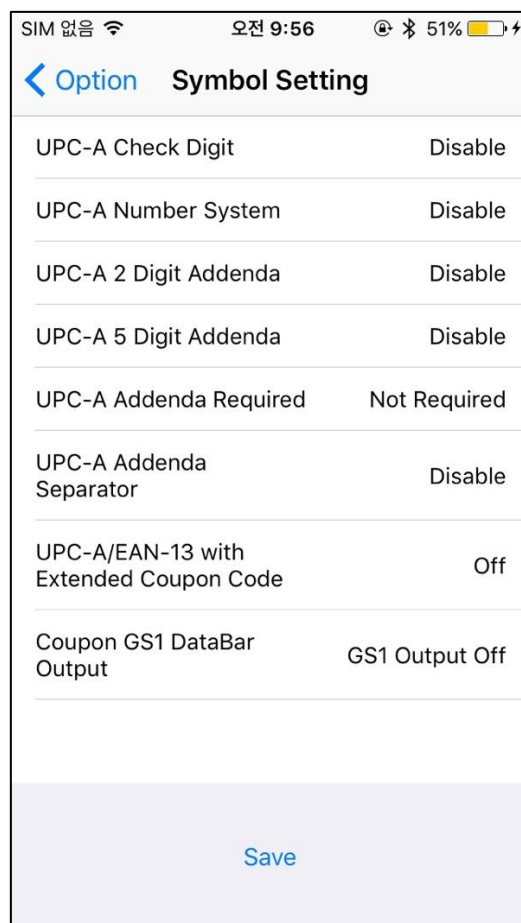 SIM 없음 오전 9:56 51%
Option Symbol Setting
UPC-A Check Digit Disable
UPC-A Number System Disable
UPC-A 2 Digit Addenda Disable
UPC-A 5 Digit Addenda Disable
UPC-A Addenda Required Not Required
UPC-A Addenda
Separator Disable
UPC-A/EAN-13 with
Extended Coupon Code Off
Coupon GS1 DataBar
Output GS1 Output Off
Save